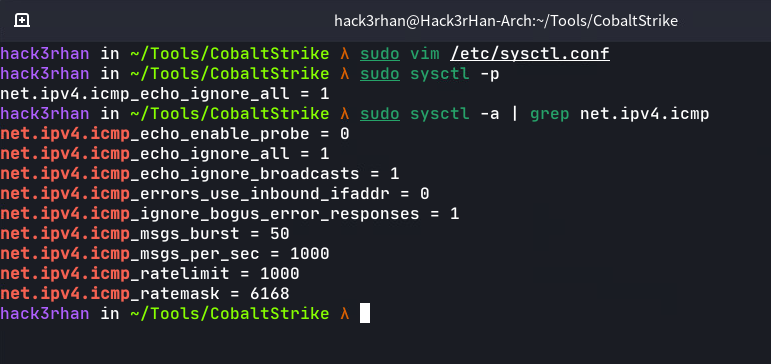 hack3rhan@Hack3rHan-Arch:~/Tools/CobaltStrike
hack3rhan in ~/Tools/CobaltStrike λ sudo vim /etc/sysctl.conf
hack3rhan in ~/Tools/CobaltStrike λ sudo sysctl -p
net.ipv4.icmp_echo_ignore_all = 1
hack3rhan in ~/Tools/CobaltStrike λ sudo sysctl -a | grep net.ipv4.icmp
net.ipv4.icmp_echo_enable_probe = 0
net.ipv4.icmp_echo_ignore_all = 1
net.ipv4.icmp_echo_ignore_broadcasts = 1
net.ipv4.icmp_errors_use_inbound_ifaddr = 0
net.ipv4.icmp_ignore_bogus_error_responses = 1
net.ipv4.icmp_msgs_burst = 50
net.ipv4.icmp_msgs_per_sec = 1000
net.ipv4.icmp_ratelimit = 1000
net.ipv4.icmp_ratemask = 6168
hack3rhan in ~/Tools/CobaltStrike λ